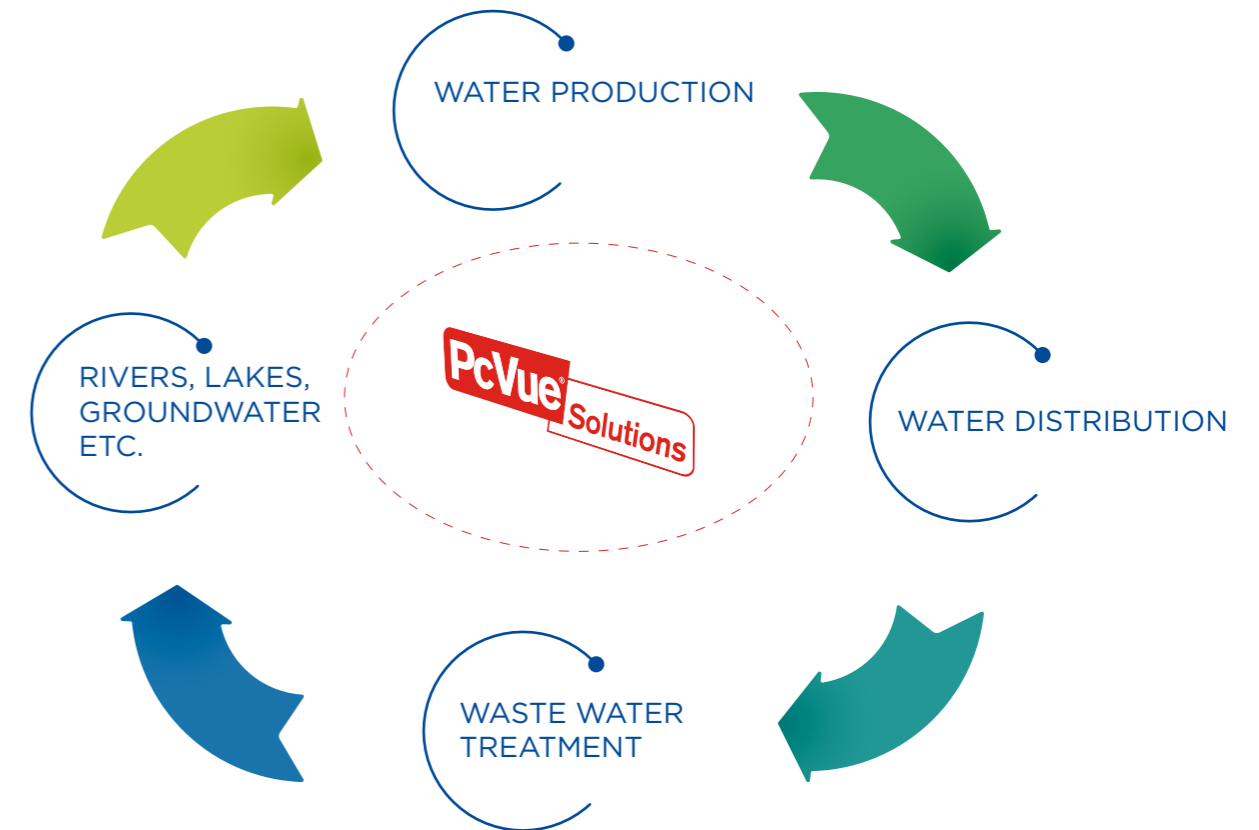 WATER PRODUCTION
RIVERS, LAKES,
GROUNDWATER
ETC.
PcVue®
Solutions
WATER DISTRIBUTION
WASTE WATER
TREATMENT